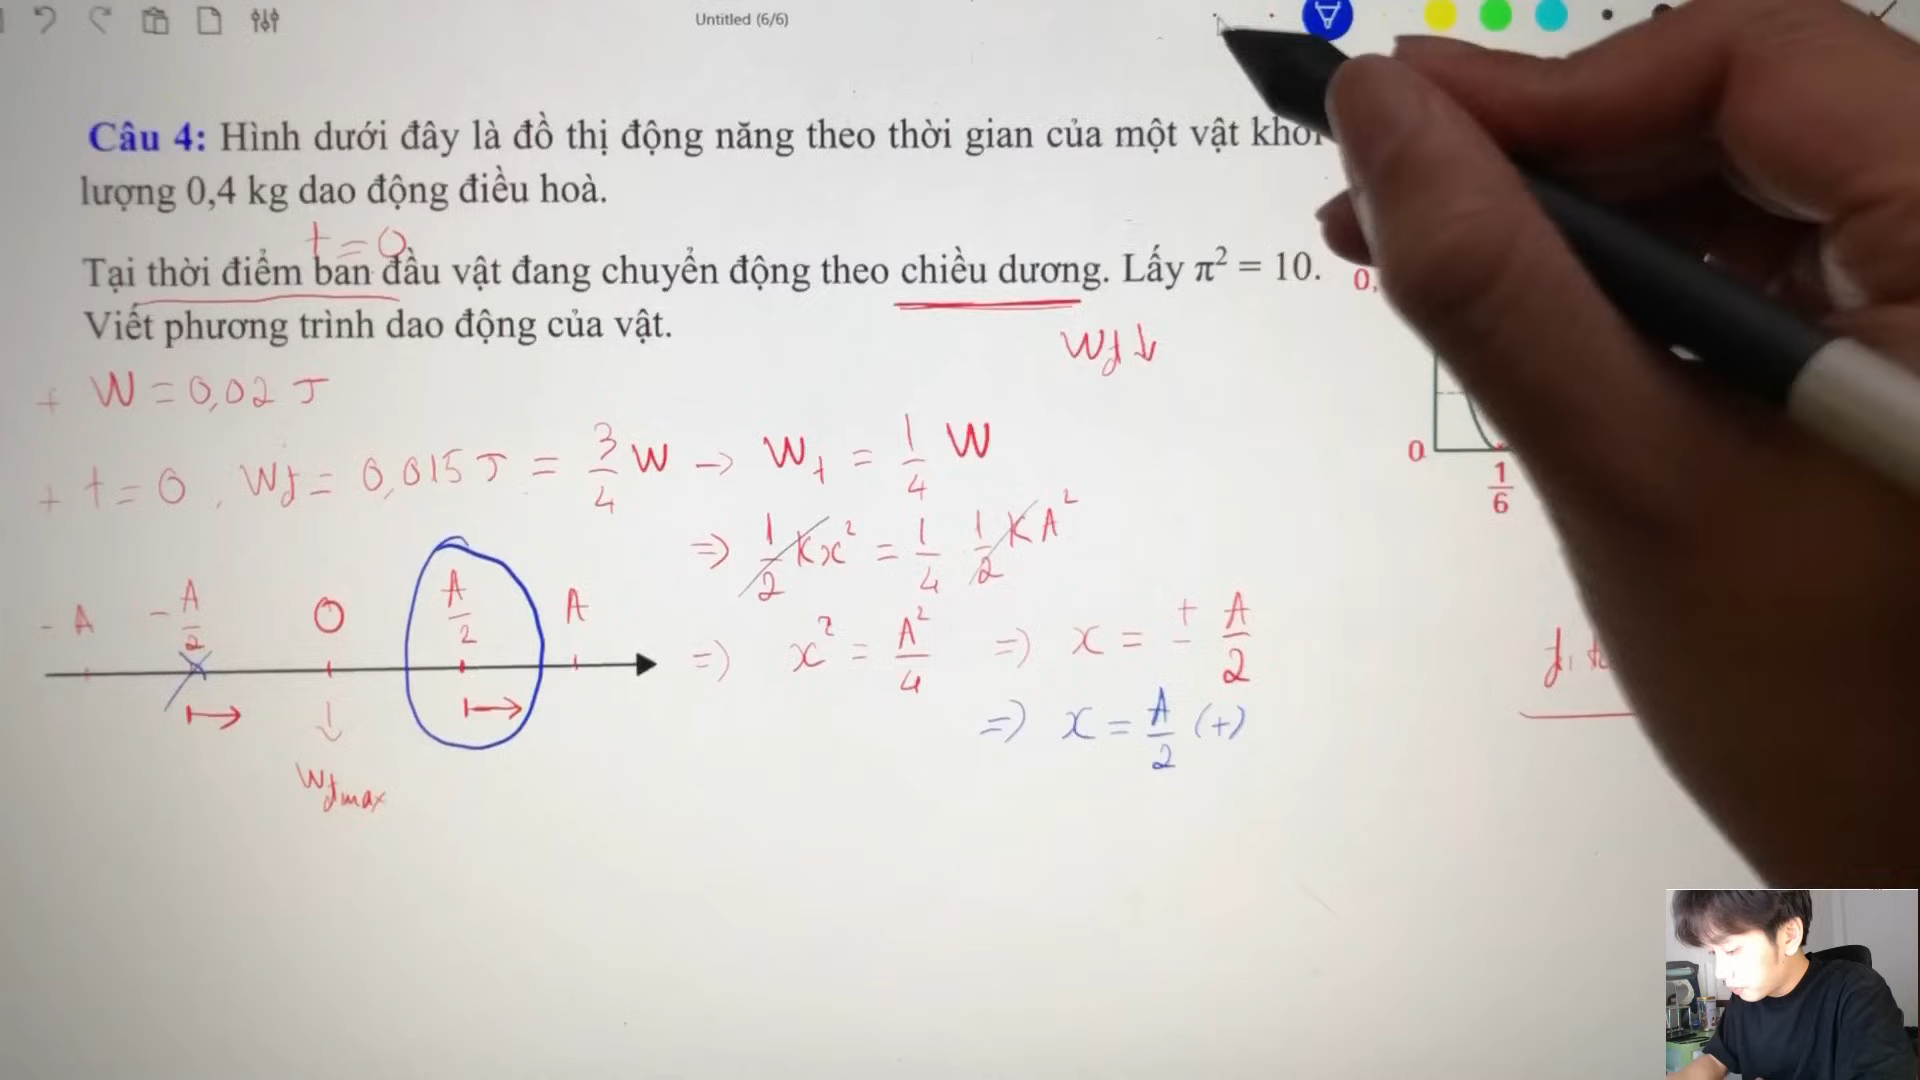 Untitled (6/6)
Câu 4: Hình dưới đây là đồ thị động năng theo thời gian của một vật khối
lượng 0,4 kg dao động điều hoà.
t = 0
Tại thời điểm ban đầu vật đang chuyển động theo chiều dương. Lấy π² = 10.
Viết phương trình dao động của vật.
0,
Wđ ↓
+ W = 0,02 J
+ t = 0 , Wđ = 0,015 J = 3/4 W → Wt = 1/4 W
0
1/6
⇒ 1/2 Kx² = 1/4 1/2 KA²
-A -A/2 O A/2 A
⇒ x² = A²/4 ⇒ x = ± A/2
⇒ x = A/2 (+)
Wđmax